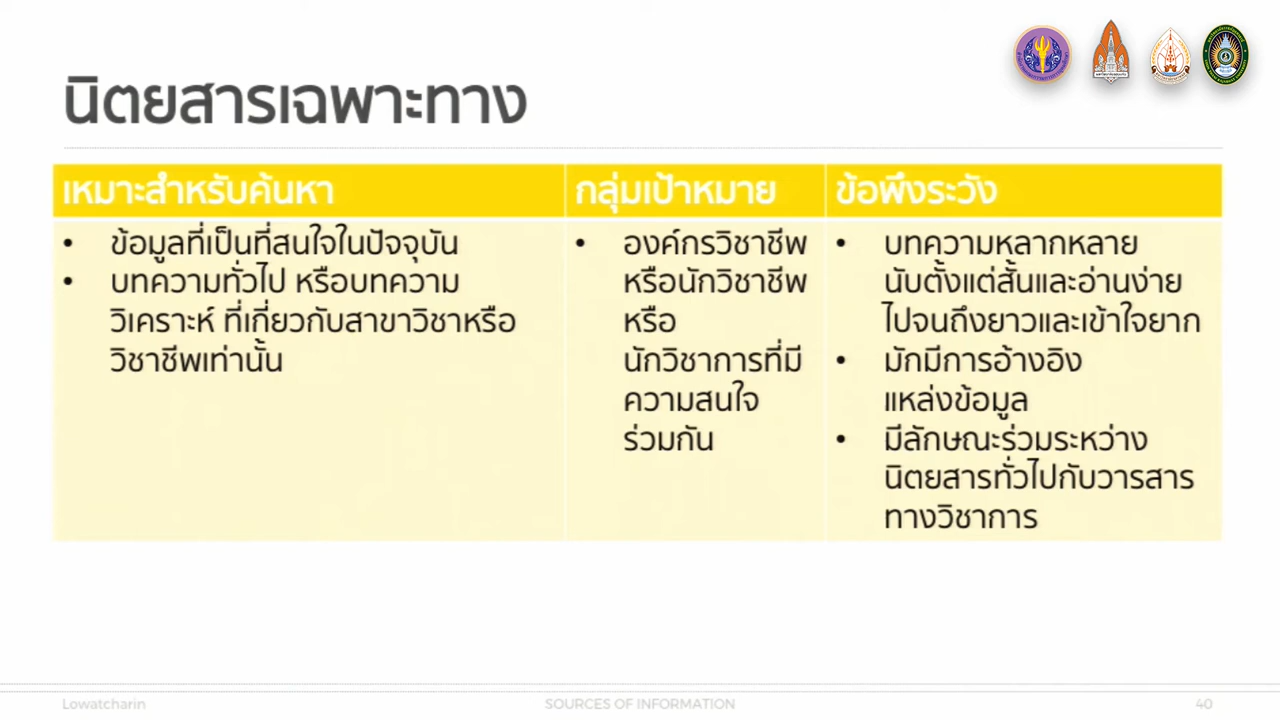 นิตยสารเฉพาะทาง
เหมาะสำหรับค้นหา
• ข้อมูลที่เป็นที่สนใจในปัจจุบัน
• บทความทั่วไป หรือบทความ
วิเคราะห์ ที่เกี่ยวกับสาขาวิชาหรือ
วิชาชีพเท่านั้น
กลุ่มเป้าหมาย
• องค์กรวิชาชีพ
หรือนักวิชาชีพ
หรือ
นักวิชาการที่มี
ความสนใจ
ร่วมกัน
ข้อพึงระวัง
• บทความหลากหลาย
นับตั้งแต่สั้นและอ่านง่าย
ไปจนถึงยาวและเข้าใจยาก
• มักมีการอ้างอิง
แหล่งข้อมูล
• มีลักษณะร่วมระหว่าง
นิตยสารทั่วไปกับวารสาร
ทางวิชาการ
Lowatcharin
SOURCES OF INFORMATION
40